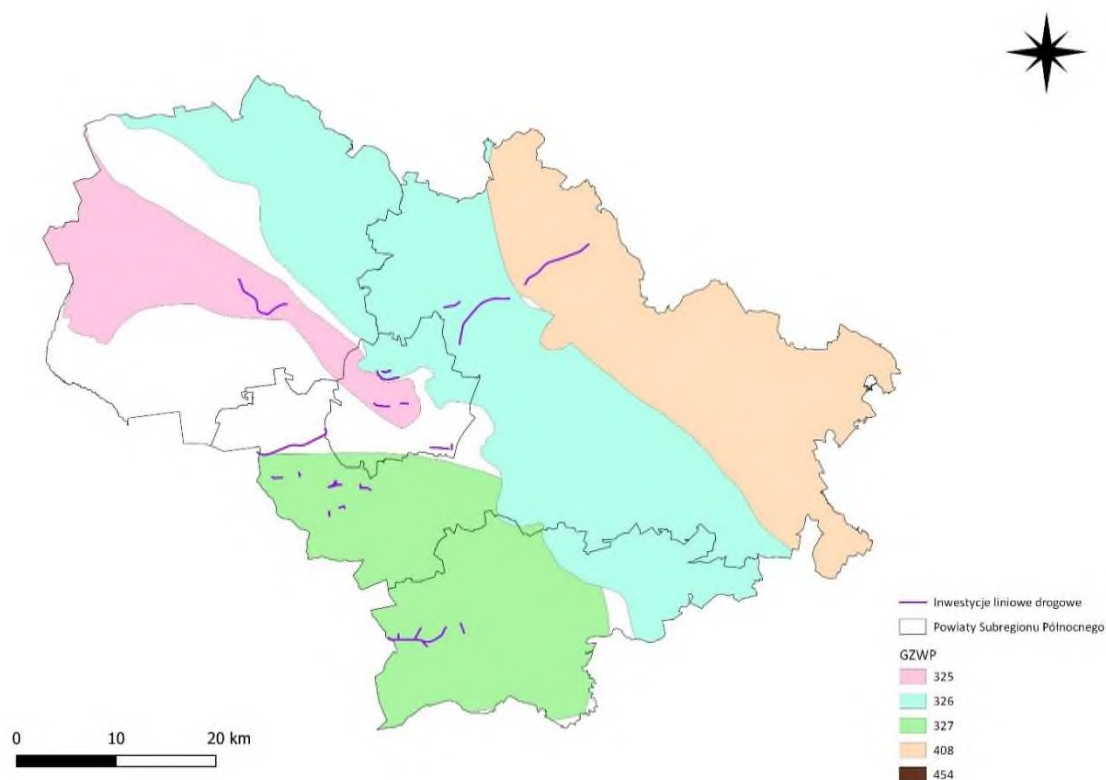 Inwestycje liniowe drogowe
Powiaty Subregionu Północnego
GZWP
325
326
327
408
454
0 10 20 km